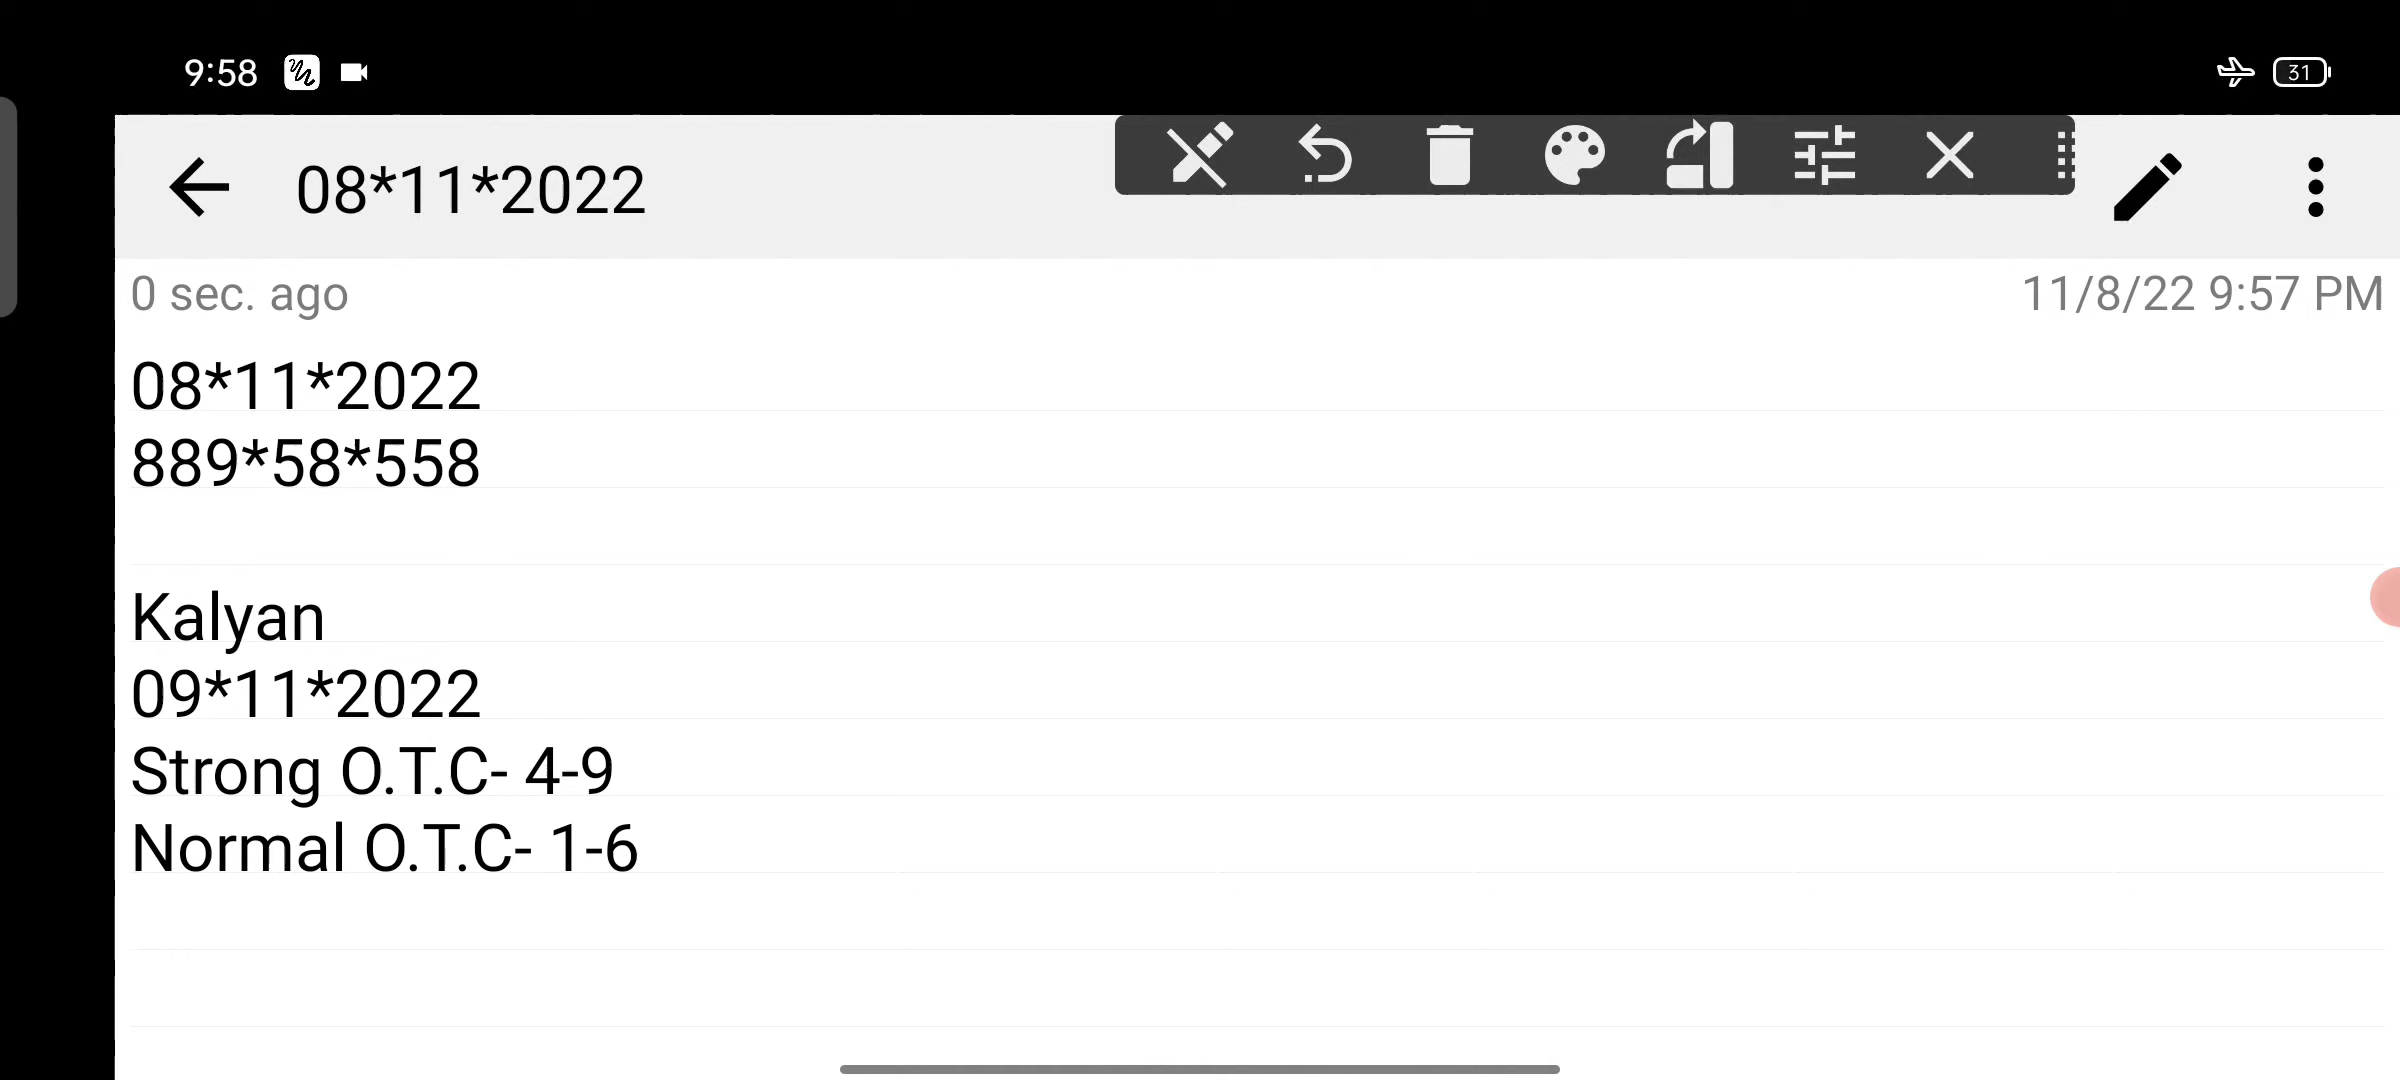 9:58
31
08*11*2022
0 sec. ago
11/8/22 9:57 PM
08*11*2022
889*58*558
Kalyan
09*11*2022
Strong O.T.C- 4-9
Normal O.T.C- 1-6